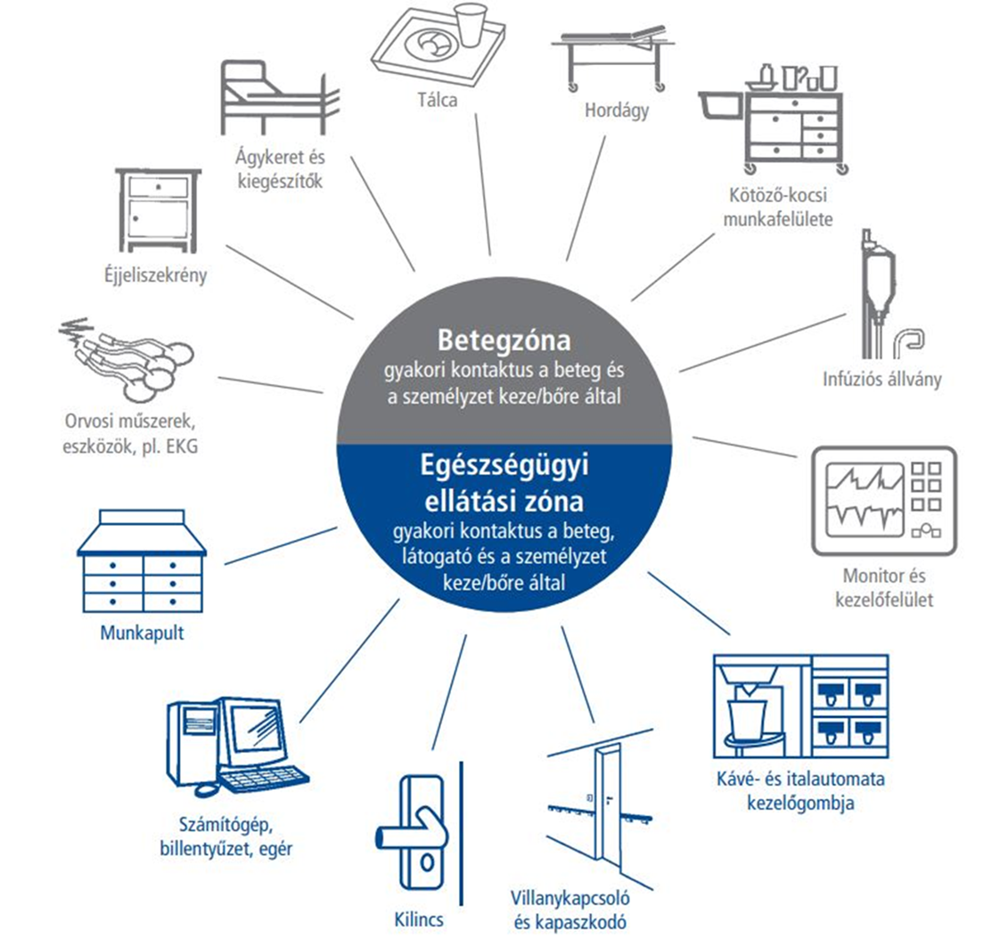 Tálca
Hordágy
Ágykeret és
kiegészítők
Kötöző-kocsi
munkafelülete
Éjjeliszekrény
Infúziós állvány
Orvosi műszerek,
eszközök, pl. EKG
Betegzóna
gyakori kontaktus a beteg és
a személyzet keze/bőre által
Egészségügyi
ellátási zóna
gyakori kontaktus a beteg,
látogató és a személyzet
keze/bőre által
Monitor és
kezelőfelület
Munkapult
Kávé- és italautomata
kezelőgombja
Számítógép,
billentyűzet, egér
Kilincs
Villanykapcsoló
és kapaszkodó